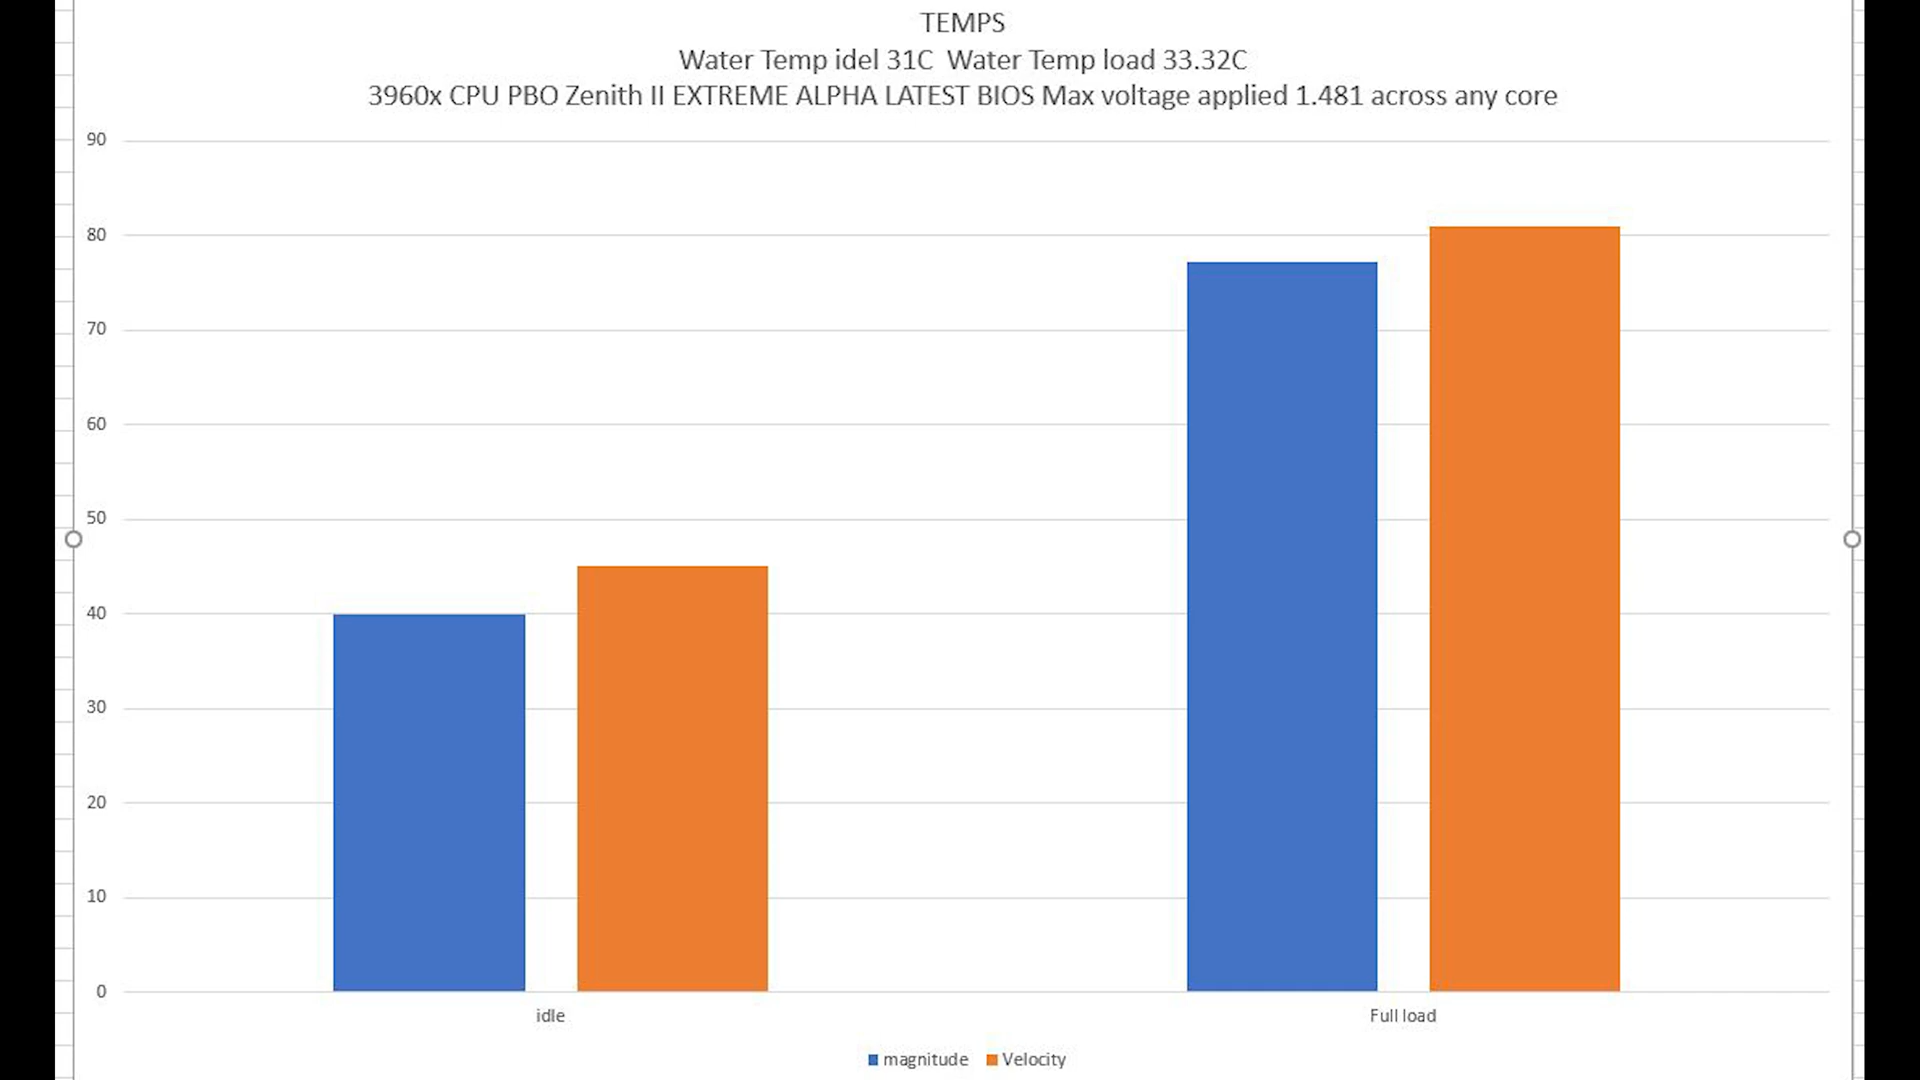 TEMPS
Water Temp idel 31C  Water Temp load 33.32C
3960x CPU PBO Zenith II EXTREME ALPHA LATEST BIOS Max voltage applied 1.481 across any core
90
80
70
60
50
40
30
20
10
0
idle Full load
magnitude Velocity